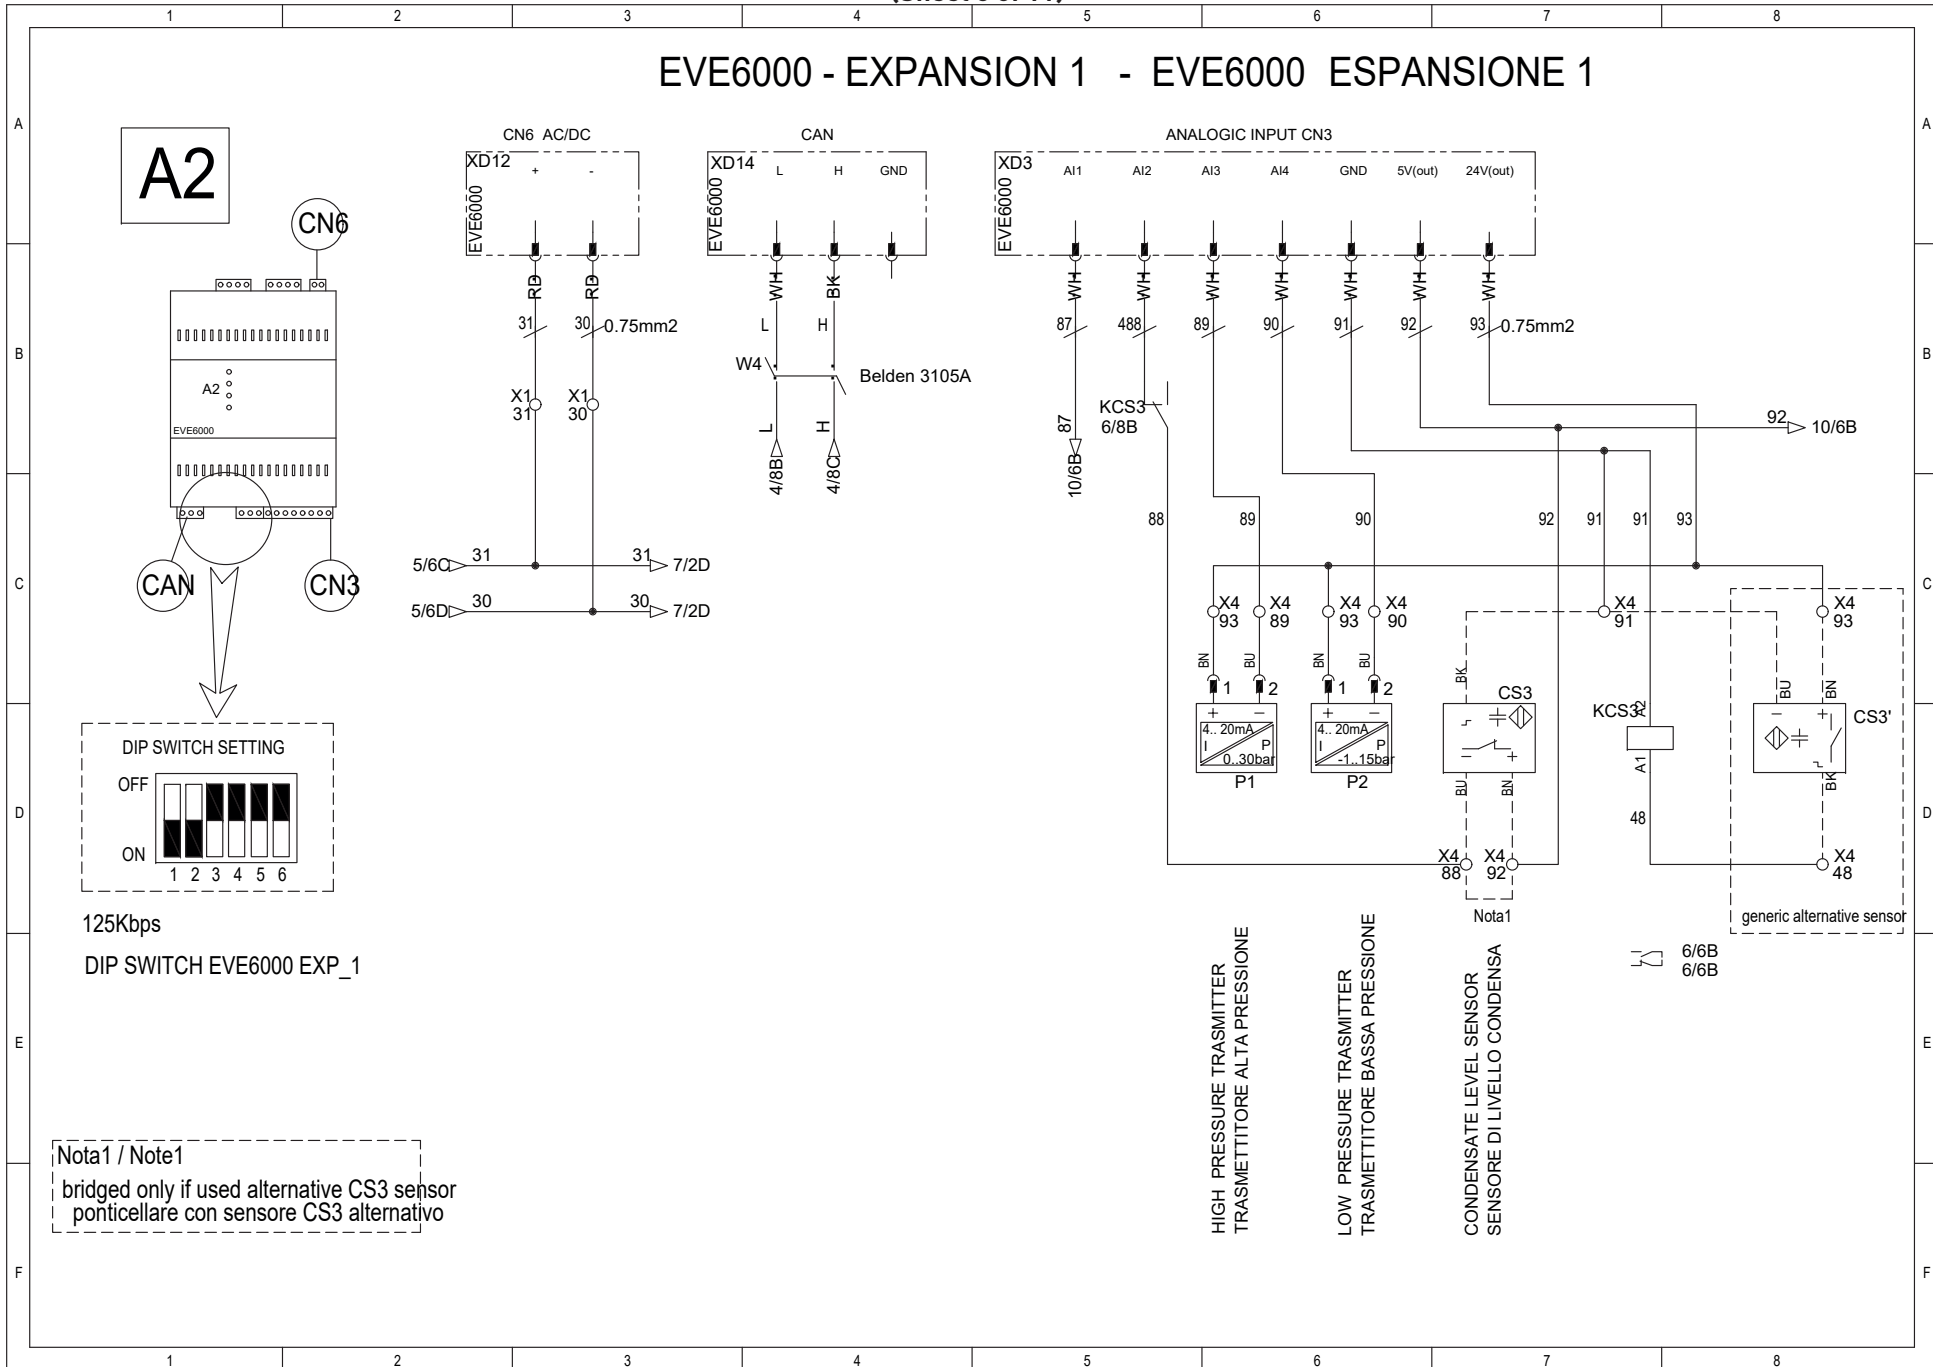 1 2 3 4 5 6 7 8
EVE6000 - EXPANSION 1 - EVE6000 ESPANSIONE 1
A A
B B
C C
D D
E E
F F
A2
CN6
A2
EVE6000
CAN
CN3
DIP SWITCH SETTING
OFF
ON
1 2 3 4 5 6
125Kbps
DIP SWITCH EVE6000 EXP_1
Nota1 / Note1
bridged only if used alternative CS3 sensor
ponticellare con sensore CS3 alternativo
CN6 AC/DC
XD12
+ -
EVE6000
RD RD
31 30 0.75mm2
X1 X1
31 30
5/6C 31 31 7/2D
5/6D 30 30 7/2D
CAN
XD14
L H GND
EVE6000
WH BK
L H
W4
Belden 3105A
L H
4/8B 4/8C
ANALOGIC INPUT CN3
XD3
AI1 AI2 AI3 AI4 GND 5V(out) 24V(out)
EVE6000
WH WH WH WH WH WH WH
87 488 89 90 91 92 93 0.75mm2
KCS3
6/8B
87
10/6B
92 10/6B
88 89 90 92 91 91 93
X4 X4 X4 X4 X4 X4
93 89 93 90 91 93
BN BU BN BU BK BU BN
1 2 1 2
+ - + -
4.. 20mA 4.. 20mA
I P I P
0..30bar -1..15bar
P1 P2
CS3
- +
BU BN
KCS3
A2
A1
48
- +
CS3'
BK
X4 X4 X4
88 92 48
Nota1
generic alternative sensor
6/6B
6/6B
HIGH PRESSURE TRASMITTER
TRASMETTITORE ALTA PRESSIONE
LOW PRESSURE TRASMITTER
TRASMETTITORE BASSA PRESSIONE
CONDENSATE LEVEL SENSOR
SENSORE DI LIVELLO CONDENSA
1 2 3 4 5 6 7 8